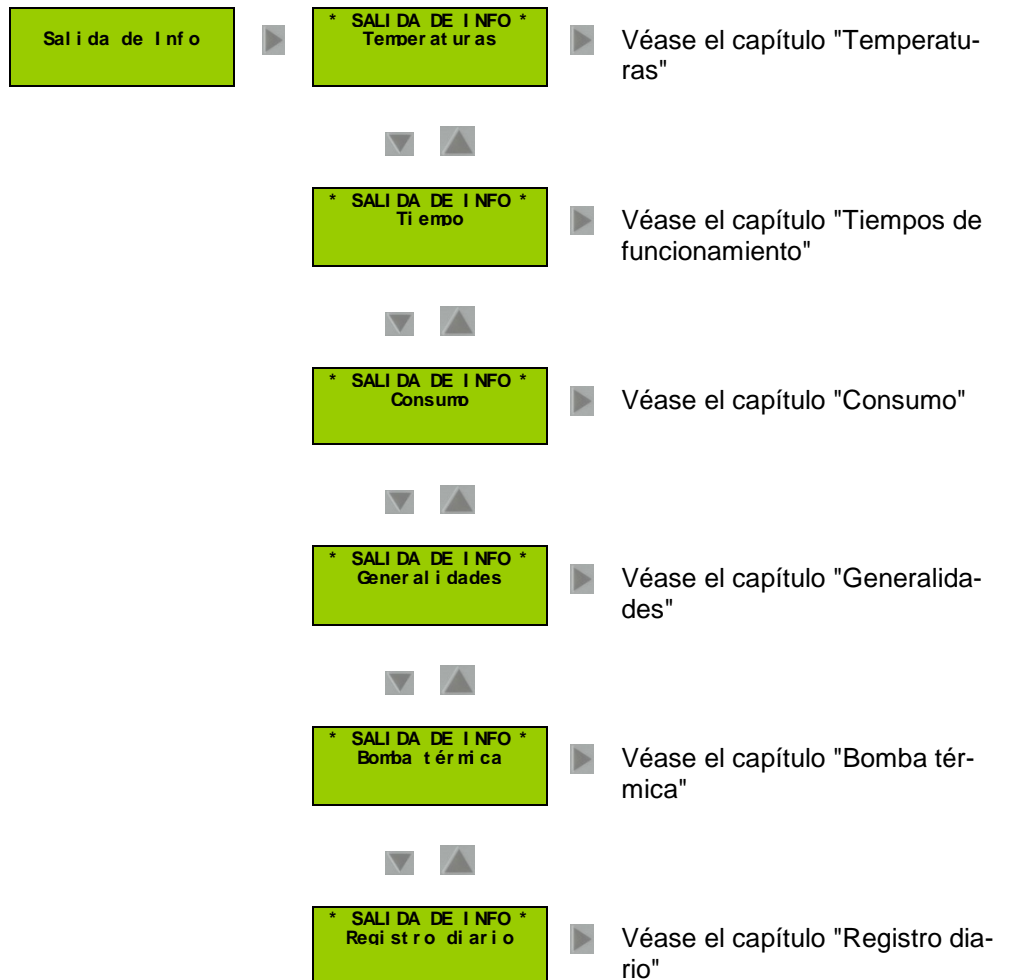 Salida de Info
* SALIDA DE INFO *
Temperaturas
Véase el capítulo "Temperatu-
ras"
* SALIDA DE INFO *
Tiempo
Véase el capítulo "Tiempos de
funcionamiento"
* SALIDA DE INFO *
Consumo
Véase el capítulo "Consumo"
* SALIDA DE INFO *
Generalidades
Véase el capítulo "Generalida-
des"
* SALIDA DE INFO *
Bomba térmica
Véase el capítulo "Bomba tér-
mica"
* SALIDA DE INFO *
Registro diario
Véase el capítulo "Registro dia-
rio"